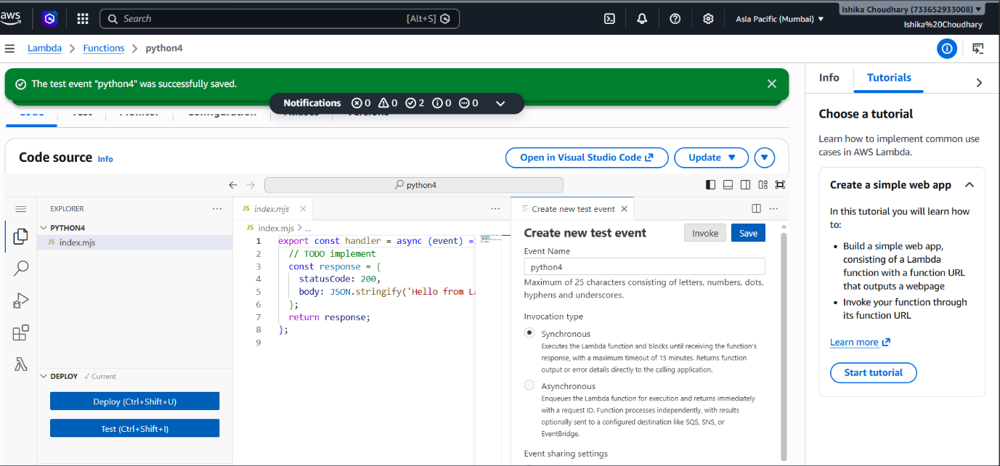 aws
Search [Alt+S]
Asia Pacific (Mumbai)
Ishika Choudhary (733652933008)
Ishika%20Choudhary
Lambda > Functions > python4
The test event "python4" was successfully saved.
Notifications 0 0 2 0 0
Code Test Monitor Configuration Aliases Versions
Code source Info
Open in Visual Studio Code
Update
python4
EXPLORER
PYTHON4
JS index.mjs
DEPLOY ✓ Current
Deploy (Ctrl+Shift+U)
Test (Ctrl+Shift+I)
JS index.mjs
JS index.mjs > ...
1 export const handler = async (event) =
2 // TODO implement
3 const response = {
4 statusCode: 200,
5 body: JSON.stringify('Hello from La
6 };
7 return response;
8 };
9
Create new test event
Create new test event
Invoke
Save
Event Name
python4
Maximum of 25 characters consisting of letters, numbers, dots,
hyphens and underscores.
Invocation type
Synchronous
Executes the Lambda function and blocks until receiving the function's
response, with a maximum timeout of 15 minutes. Returns function
output or error details directly to the calling application.
Asynchronous
Enqueues the Lambda function for execution and returns immediately
with a request ID. Function processes independently, with results
optionally sent to a configured destination like SQS, SNS, or
EventBridge.
Event sharing settings
Info
Tutorials
Choose a tutorial
Learn how to implement common use
cases in AWS Lambda.
Create a simple web app
In this tutorial you will learn how
to:
• Build a simple web app,
consisting of a Lambda
function with a function URL
that outputs a webpage
• Invoke your function through
its function URL
Learn more
Start tutorial